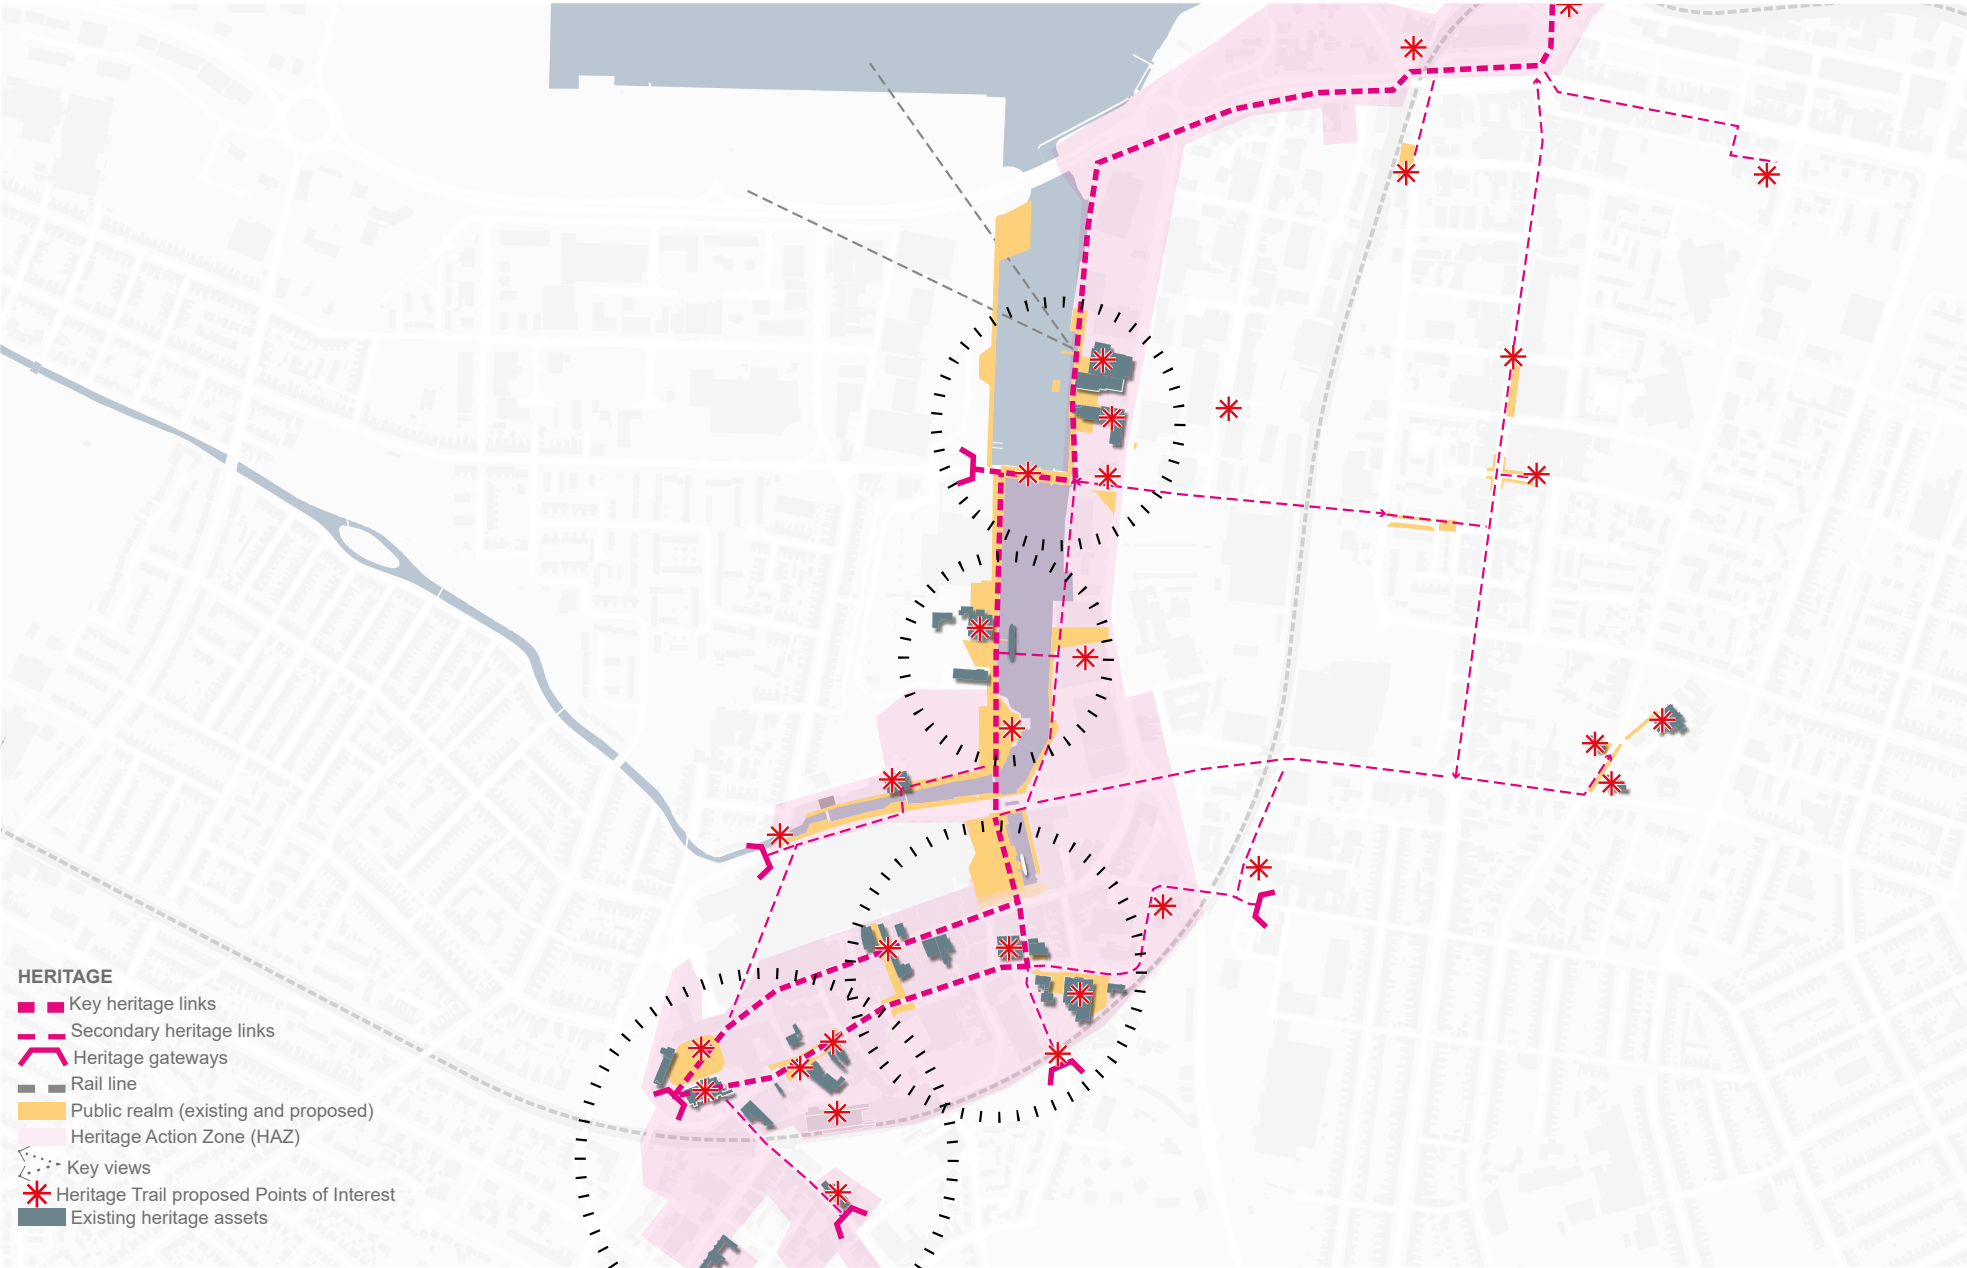 HERITAGE
Key heritage links
Secondary heritage links
Heritage gateways
Rail line
Public realm (existing and proposed)
Heritage Action Zone (HAZ)
Key views
Heritage Trail proposed Points of Interest
Existing heritage assets